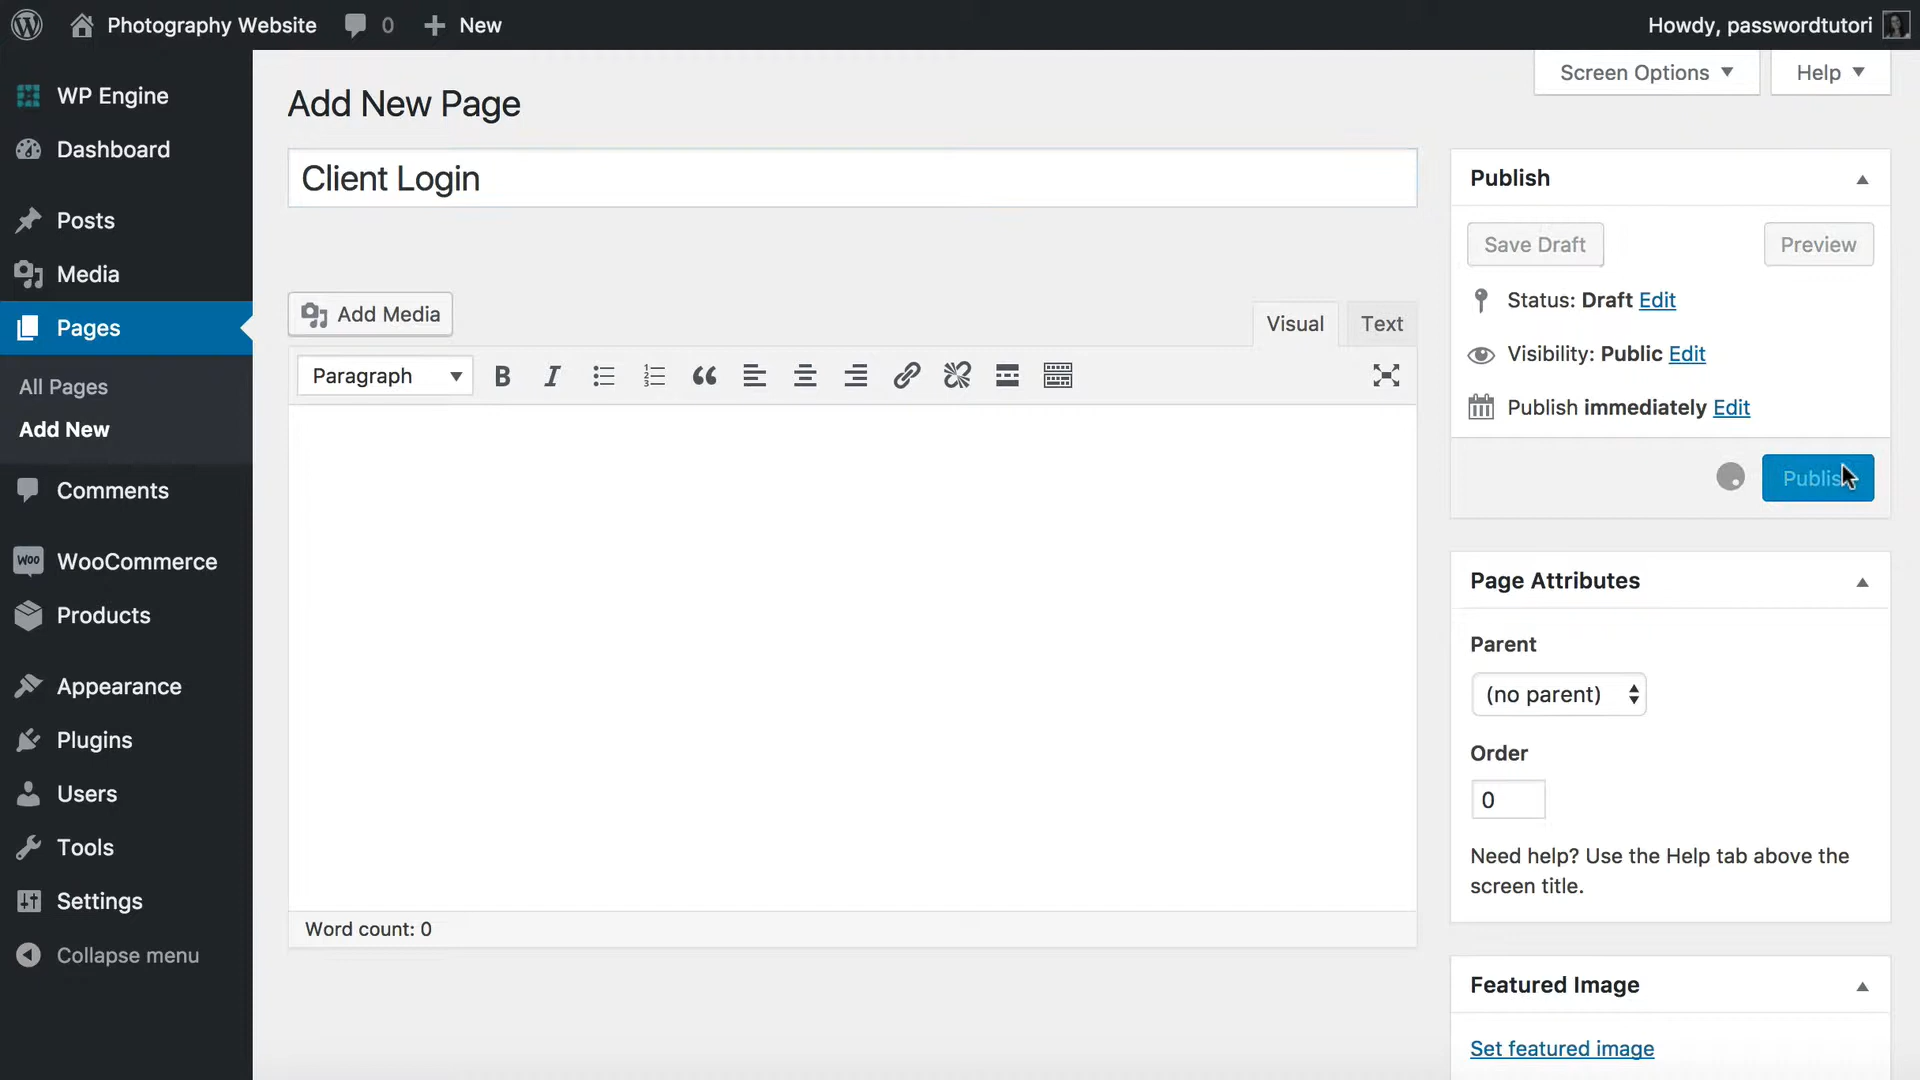 Photography Website
0
New
Howdy, passwordtutori
WP Engine
Dashboard
Posts
Media
Pages
All Pages
Add New
Comments
WOO
WooCommerce
Products
Appearance
Plugins
Users
Tools
Settings
Collapse menu
Screen Options
Help
Add New Page
Client Login
Add Media
Visual
Text
Paragraph
Word count: 0
Publish
Save Draft
Preview
Status: Draft Edit
Visibility: Public Edit
Publish immediately Edit
Publish
Page Attributes
Parent
(no parent)
Order
0
Need help? Use the Help tab above the
screen title.
Featured Image
Set featured image